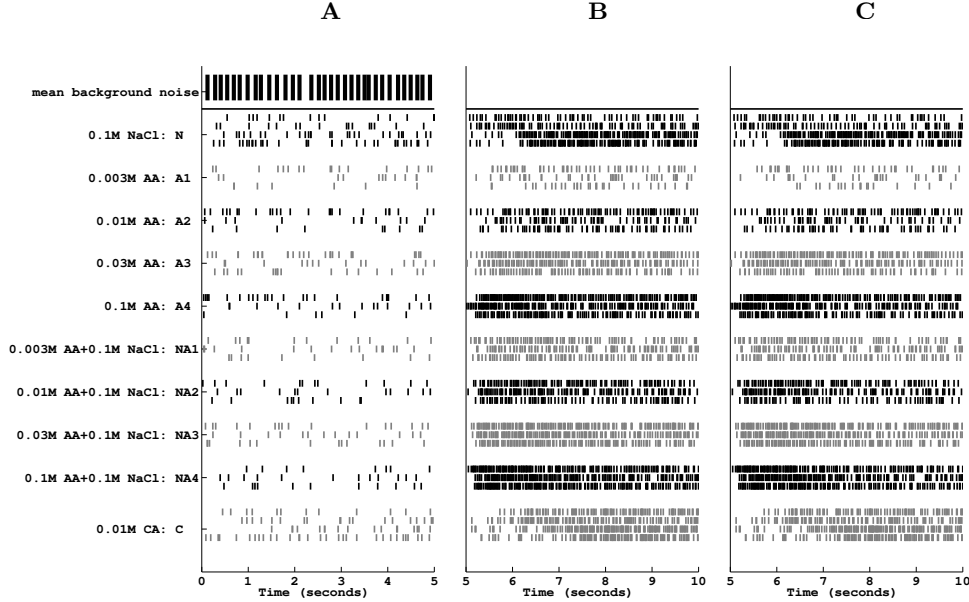 A B C
mean background noise
0.1M NaCl: N
0.003M AA: A1
0.01M AA: A2
0.03M AA: A3
0.1M AA: A4
0.003M AA+0.1M NaCl: NA1
0.01M AA+0.1M NaCl: NA2
0.03M AA+0.1M NaCl: NA3
0.1M AA+0.1M NaCl: NA4
0.01M CA: C
0 1 2 3 4 5 5 6 7 8 9 10 5 6 7 8 9 10
Time (seconds) Time (seconds) Time (seconds)